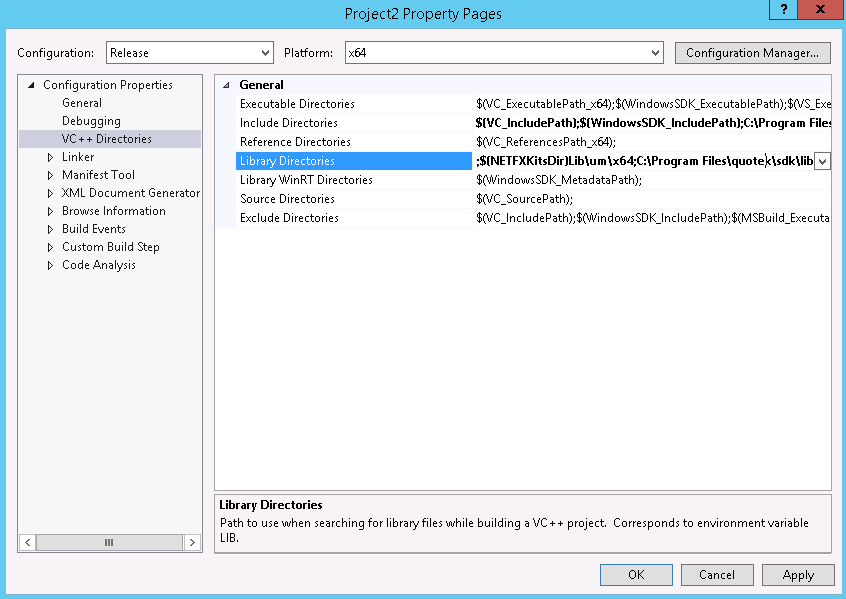 Project2 Property Pages
? x
Configuration: Release Platform: x64 Configuration Manager...
Configuration Properties
General
Debugging
VC++ Directories
Linker
Manifest Tool
XML Document Generator
Browse Information
Build Events
Custom Build Step
Code Analysis
General
Executable Directories $(VC_ExecutablePath_x64);$(WindowsSDK_ExecutablePath);$(VS_Exe
Include Directories $(VC_IncludePath);$(WindowsSDK_IncludePath);C:\Program Files
Reference Directories $(VC_ReferencesPath_x64);
Library Directories ;$(NETFXKitsDir)Lib\um\x64;C:\Program Files\quotek\sdk\lib
Library WinRT Directories $(WindowsSDK_MetadataPath);
Source Directories $(VC_SourcePath);
Exclude Directories $(VC_IncludePath);$(WindowsSDK_IncludePath);$(MSBuild_Executa
Library Directories
Path to use when searching for library files while building a VC++ project. Corresponds to environment variable
LIB.
OK Cancel Apply